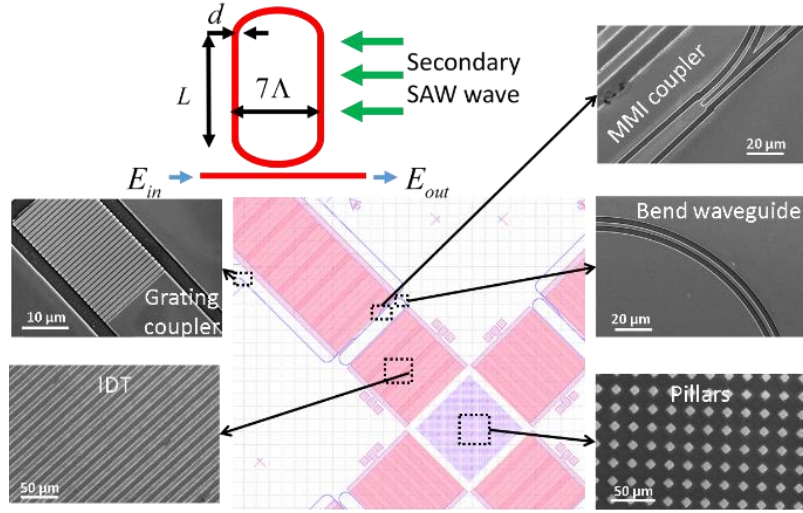 d
L
7Λ
Secondary
SAW wave
E_in
E_out
MMI coupler
20 µm
Grating
coupler
10 µm
Bend waveguide
20 µm
IDT
50 µm
Pillars
50 µm